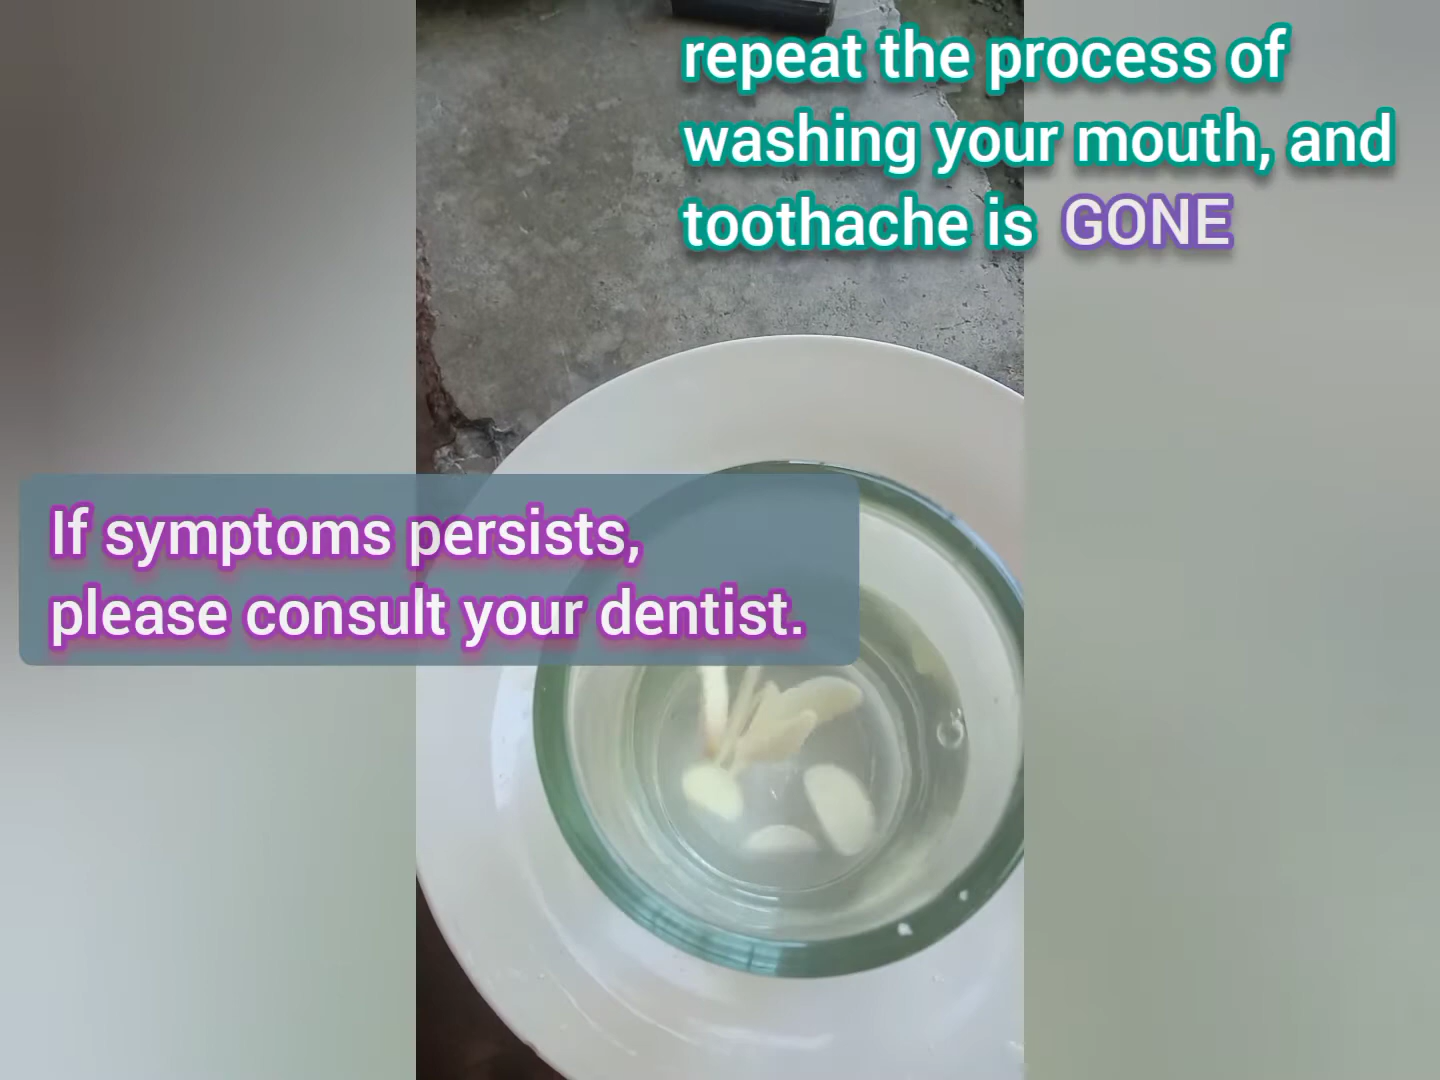 repeat the process of
washing your mouth, and
toothache is GONE
If symptoms persists,
please consult your dentist.